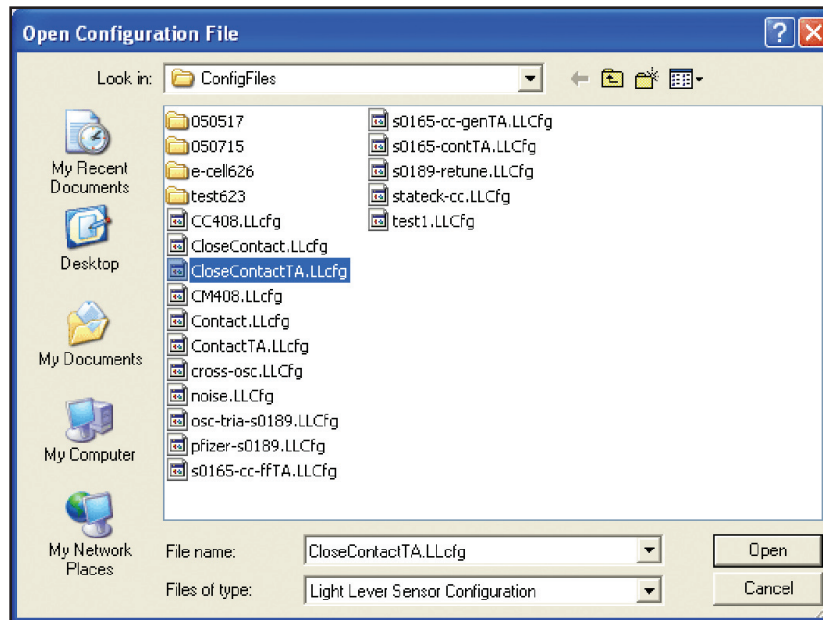 Open Configuration File
Look in: ConfigFiles
My Recent
Documents
Desktop
My Documents
My Computer
My Network
Places
050517
050715
e-cell626
test623
CC408.LLcfg
CloseContact.LLcfg
CloseContactTA.LLcfg
CM408.LLcfg
Contact.LLcfg
ContactTA.LLcfg
cross-osc.LLCfg
noise.LLCfg
osc-tria-s0189.LLCfg
pfizer-s0189.LLCfg
s0165-cc-ffTA.LLCfg
s0165-cc-genTA.LLCfg
s0165-contTA.LLCfg
s0189-retune.LLCfg
stateck-cc.LLCfg
test1.LLCfg
File name: CloseContactTA.LLcfg Open
Files of type: Light Lever Sensor Configuration Cancel